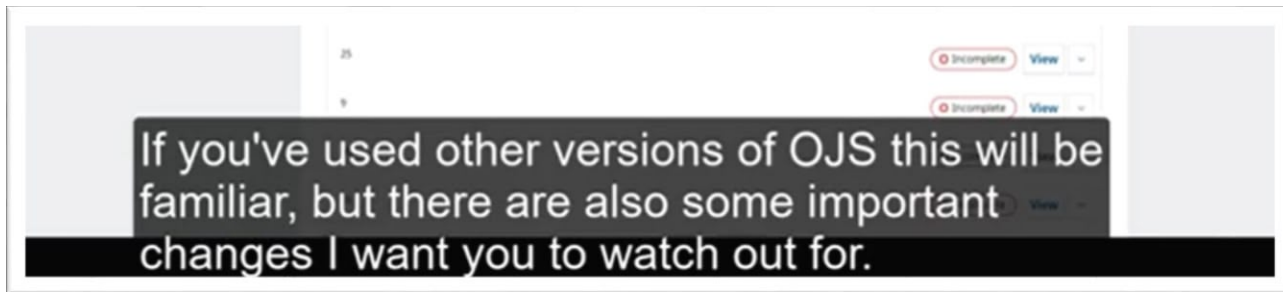 25
Incomplete View
9
Incomplete View
If you've used other versions of OJS this will be
familiar, but there are also some important
View
changes I want you to watch out for.